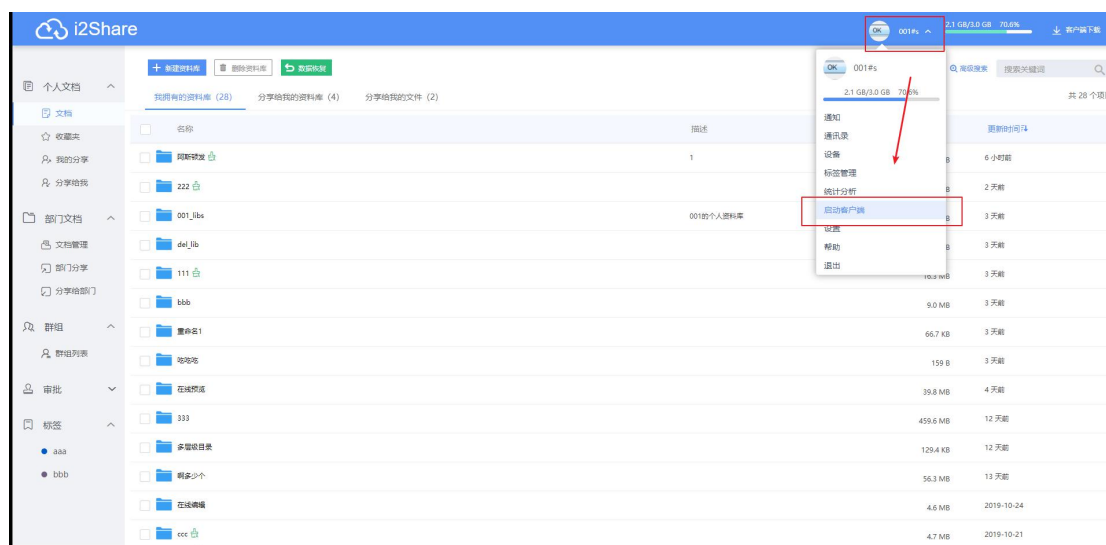 i2Share
OK 001#s
2.1 GB/3.0 GB 70.6%
客户端下载
个人文档
文档
收藏夹
我的分享
分享给我
部门文档
文档管理
部门分享
分享给部门
群组
群组列表
审批
标签
aaa
bbb
新建资料库 删除资料库 数据恢复
高级搜索 搜索关键词
我拥有的资料库 (28) 分享给我的资料库 (4) 分享给我的文件 (2)
共 28 个项
名称 描述 更新时间
阿斯顿发 1 B 6 小时前
222 B 2 天前
001_libs 001的个人资料库 B 3 天前
del_lib B 3 天前
111 16.3 MB 3 天前
bbb 9.0 MB 3 天前
重命名1 66.7 KB 3 天前
吃吃吃 159 B 3 天前
在线预览 39.8 MB 4 天前
333 459.6 MB 12 天前
多层级目录 129.4 KB 12 天前
啊多少个 56.3 MB 13 天前
在线编辑 4.6 MB 2019-10-24
ccc 4.7 MB 2019-10-21
OK 001#s
2.1 GB/3.0 GB 70.6%
通知
通讯录
设备
标签管理
统计分析
启动客户端
设置
帮助
退出